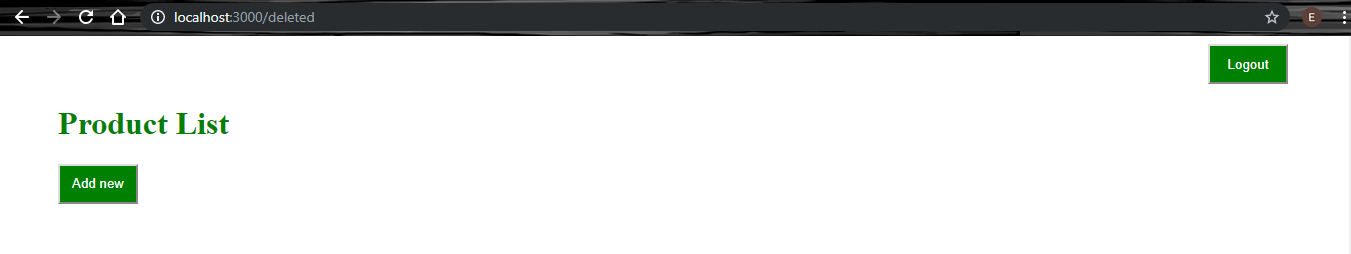 localhost:3000/deleted
E
Logout
Product List
Add new